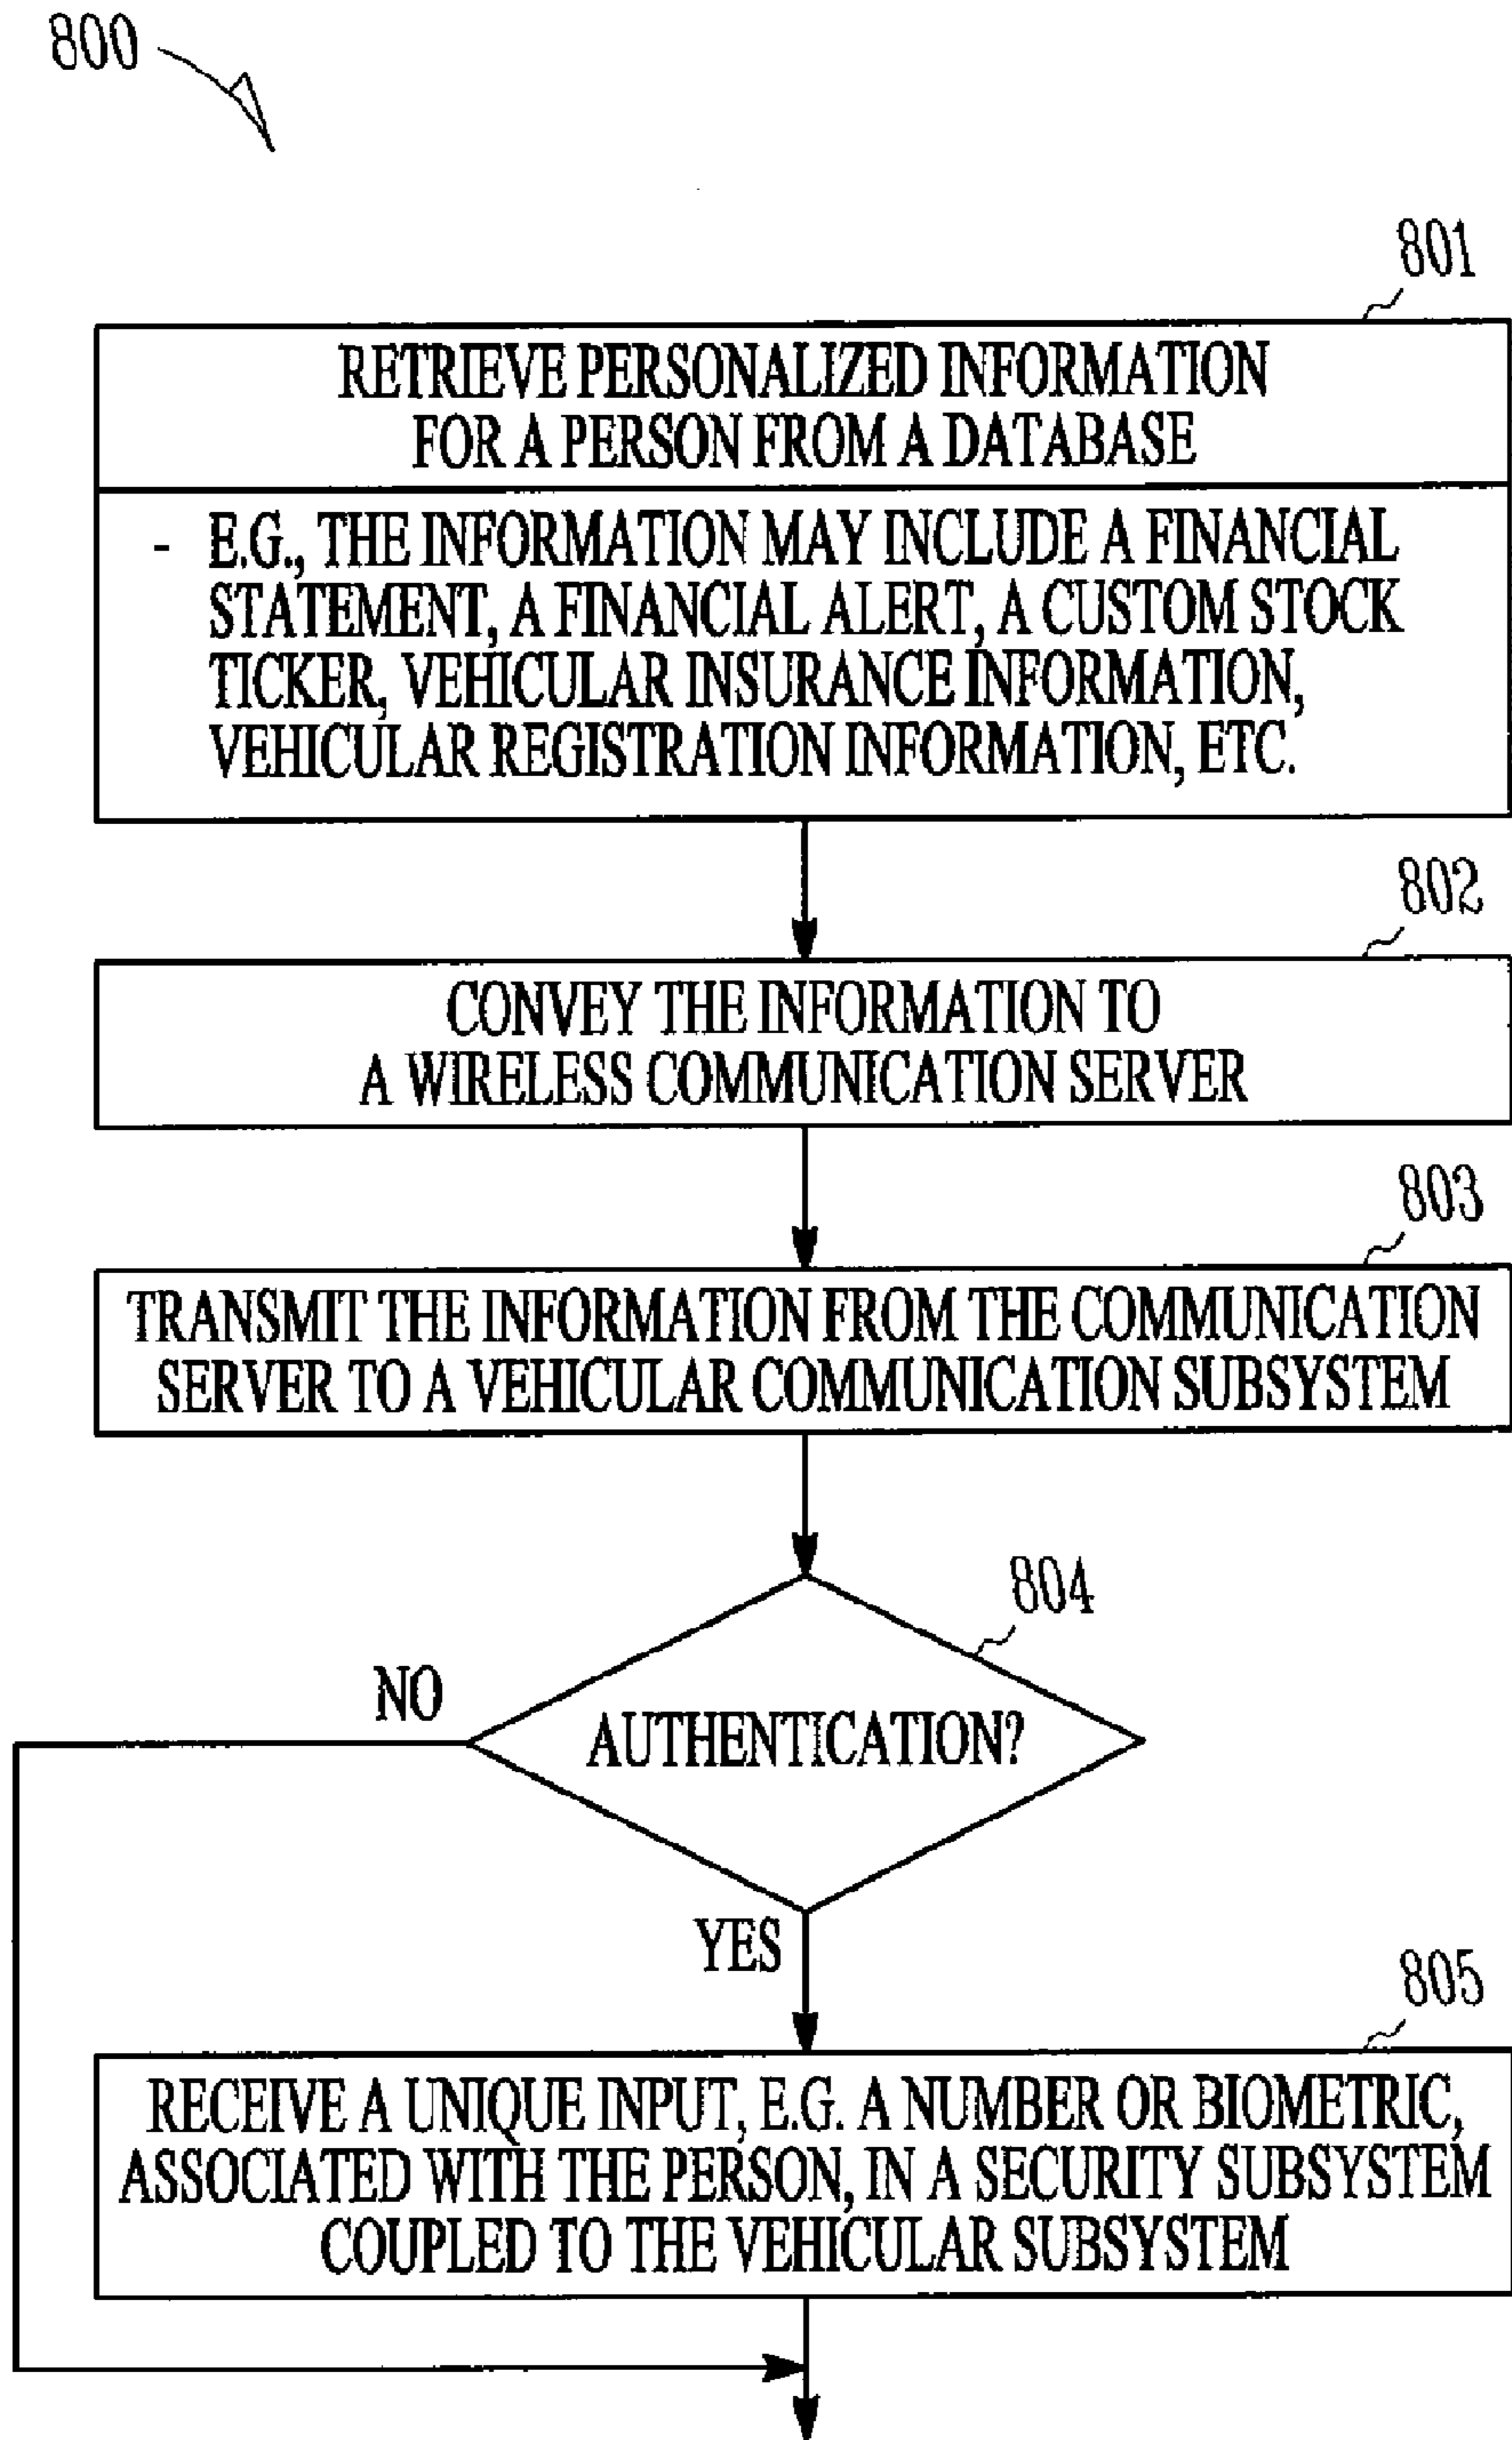 800
801
RETRIEVE PERSONALIZED INFORMATION
FOR A PERSON FROM A DATABASE
- E.G., THE INFORMATION MAY INCLUDE A FINANCIAL
STATEMENT, A FINANCIAL ALERT, A CUSTOM STOCK
TICKER, VEHICULAR INSURANCE INFORMATION,
VEHICULAR REGISTRATION INFORMATION, ETC.
802
CONVEY THE INFORMATION TO
A WIRELESS COMMUNICATION SERVER
803
TRANSMIT THE INFORMATION FROM THE COMMUNICATION
SERVER TO A VEHICULAR COMMUNICATION SUBSYSTEM
804
NO
AUTHENTICATION?
YES
805
RECEIVE A UNIQUE INPUT, E.G. A NUMBER OR BIOMETRIC,
ASSOCIATED WITH THE PERSON, IN A SECURITY SUBSYSTEM
COUPLED TO THE VEHICULAR SUBSYSTEM